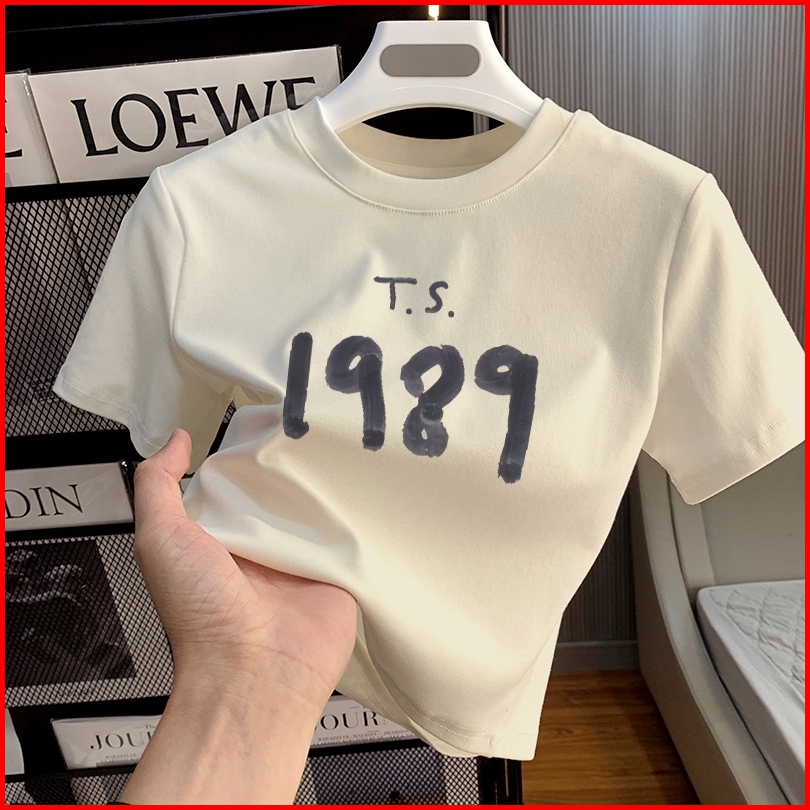 LOEWE
T.S.
1989
DIN
JOU
OUR